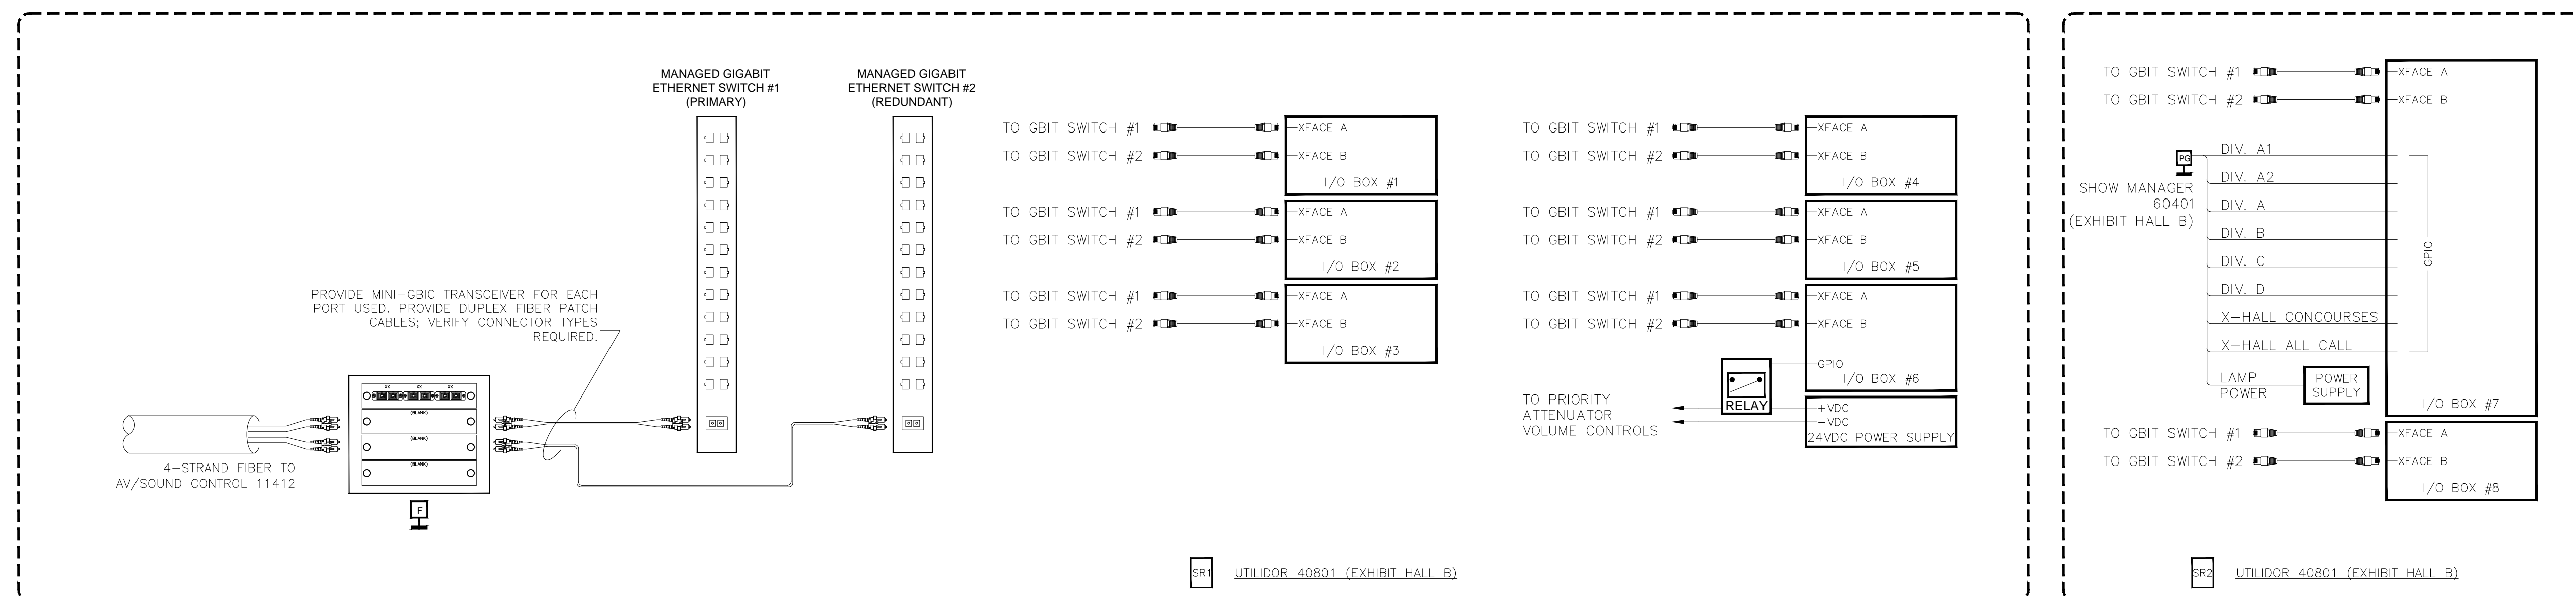 MANAGED GIGABIT
ETHERNET SWITCH #1
(PRIMARY)
MANAGED GIGABIT
ETHERNET SWITCH #2
(REDUNDANT)
PROVIDE MINI-GBIC TRANSCEIVER FOR EACH
PORT USED. PROVIDE DUPLEX FIBER PATCH
CABLES; VERIFY CONNECTOR TYPES
REQUIRED.
XX XX XX
(BLANK)
(BLANK)
(BLANK)
4-STRAND FIBER TO
AV/SOUND CONTROL 11412
F
TO GBIT SWITCH #1
XFACE A
TO GBIT SWITCH #2
XFACE B
I/O BOX #1
TO GBIT SWITCH #1
XFACE A
TO GBIT SWITCH #2
XFACE B
I/O BOX #2
TO GBIT SWITCH #1
XFACE A
TO GBIT SWITCH #2
XFACE B
I/O BOX #3
TO GBIT SWITCH #1
XFACE A
TO GBIT SWITCH #2
XFACE B
I/O BOX #4
TO GBIT SWITCH #1
XFACE A
TO GBIT SWITCH #2
XFACE B
I/O BOX #5
TO GBIT SWITCH #1
XFACE A
TO GBIT SWITCH #2
XFACE B
GPIO
I/O BOX #6
RELAY
TO PRIORITY
ATTENUATOR
VOLUME CONTROLS
+VDC
-VDC
24VDC POWER SUPPLY
SR1
UTILIDOR 40801 (EXHIBIT HALL B)
TO GBIT SWITCH #1
XFACE A
TO GBIT SWITCH #2
XFACE B
PG
SHOW MANAGER
60401
(EXHIBIT HALL B)
DIV. A1
DIV. A2
DIV. A
DIV. B
DIV. C
DIV. D
X-HALL CONCOURSES
X-HALL ALL CALL
GPIO
LAMP
POWER
POWER
SUPPLY
I/O BOX #7
TO GBIT SWITCH #1
XFACE A
TO GBIT SWITCH #2
XFACE B
I/O BOX #8
SR2
UTILIDOR 40801 (EXHIBIT HALL B)